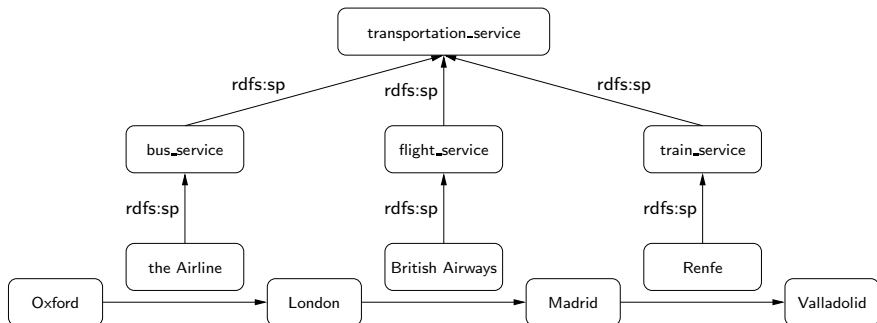 transportation_service
rdfs:sp rdfs:sp rdfs:sp
bus_service flight_service train_service
rdfs:sp rdfs:sp rdfs:sp
the Airline British Airways Renfe
Oxford London Madrid Valladolid